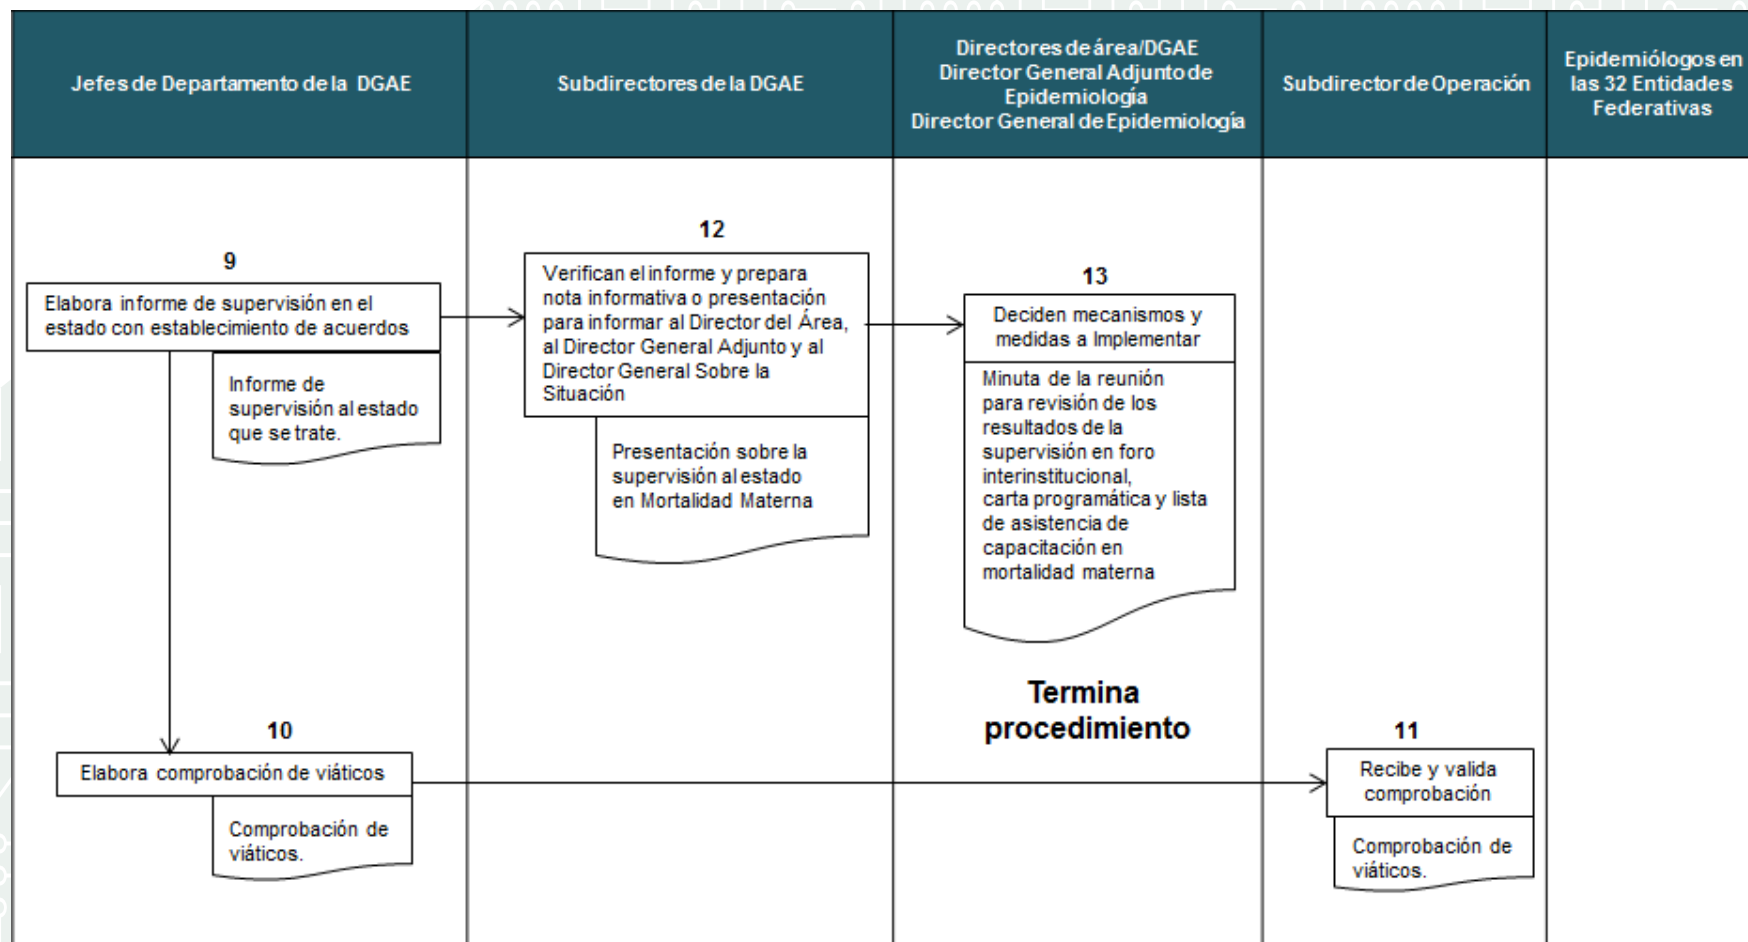 Jefes de Departamento de la DGAE
Subdirectores de la DGAE
Directores de área/DGAE
Director General Adjunto de
Epidemiología
Director General de Epidemiología
Subdirector de Operación
Epidemiólogos en
las 32 Entidades
Federativas
9
Elabora informe de supervisión en el
estado con establecimiento de acuerdos
Informe de
supervisión al estado
que se trate.
12
Verifican el informe y prepara
nota informativa o presentación
para informar al Director del Área,
al Director General Adjunto y al
Director General Sobre la
Situación
Presentación sobre la
supervisión al estado
en Mortalidad Materna
13
Deciden mecanismos y
medidas a Implementar
Minuta de la reunión
para revisión de los
resultados de la
supervisión en foro
interinstitucional,
carta programática y lista
de asistencia de
capacitación en
mortalidad materna
Termina
procedimiento
10
Elabora comprobación de viáticos
Comprobación de
viáticos.
11
Recibe y valida
comprobación
Comprobación de
viáticos.